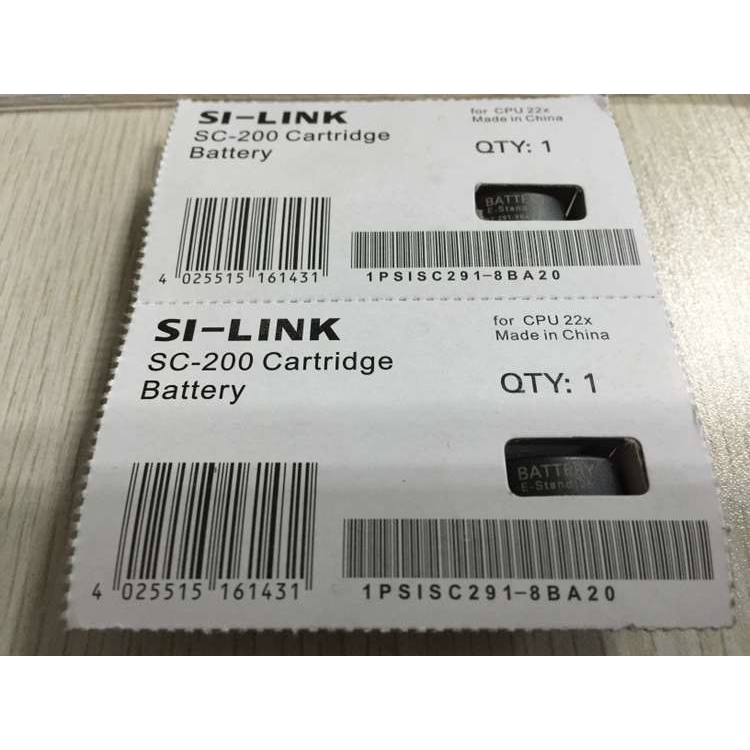 SI-LINK
SC-200 Cartridge
Battery
for CPU 22x
Made in China
QTY: 1
BATTERY
E-Stand
4 025515 161431
1PSISC291-8BA20
SI-LINK
SC-200 Cartridge
Battery
for CPU 22x
Made in China
QTY: 1
BATTERY
E-Stand
4 025515 161431
1PSISC291-8BA20